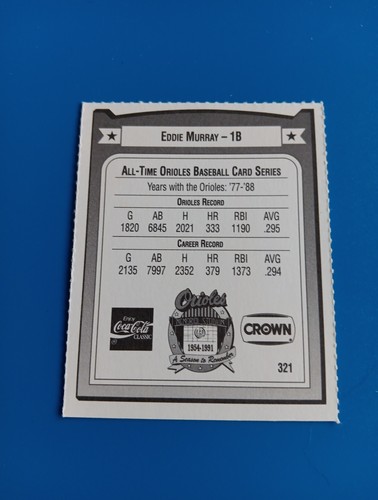 EDDIE MURRAY – 1B
ALL-TIME ORIOLES BASEBALL CARD SERIES
Years with the Orioles: '77-'88
ORIOLES RECORD
G AB H HR RBI AVG
1820 6845 2021 333 1190 .295
CAREER RECORD
G AB H HR RBI AVG
2135 7997 2352 379 1373 .294
Orioles
ENJOY
Coca-Cola
CLASSIC
CROWN
1954-1991
A Season to Remember
321